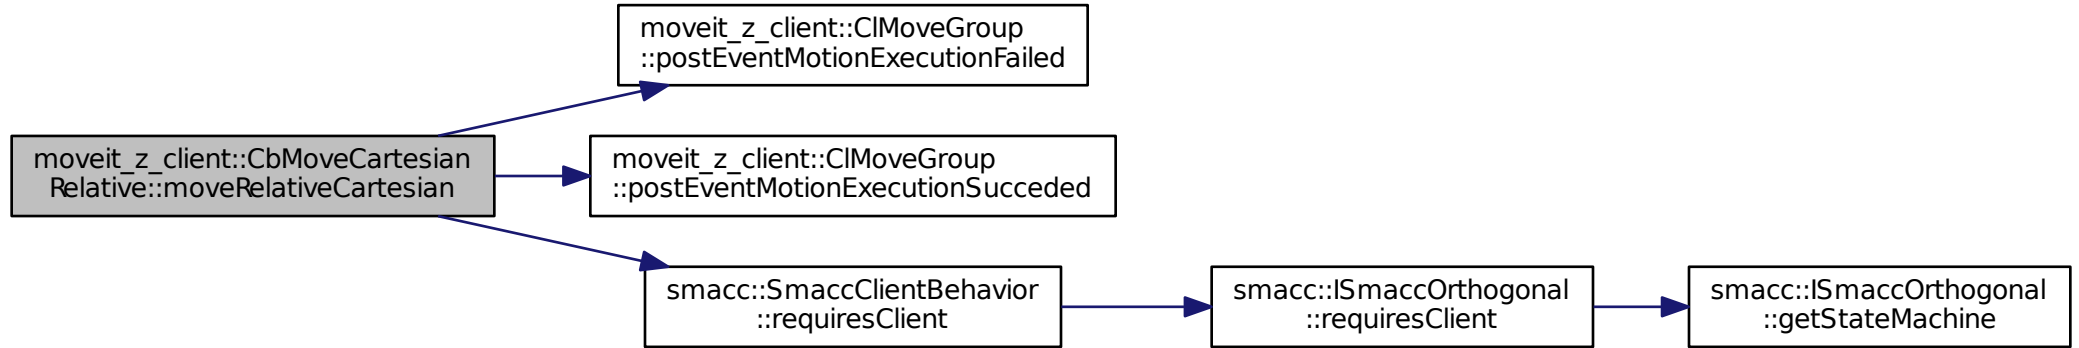 moveit_z_client::ClMoveGroup
::postEventMotionExecutionFailed
moveit_z_client::CbMoveCartesian
Relative::moveRelativeCartesian
moveit_z_client::ClMoveGroup
::postEventMotionExecutionSucceded
smacc::SmaccClientBehavior
::requiresClient
smacc::ISmaccOrthogonal
::requiresClient
smacc::ISmaccOrthogonal
::getStateMachine